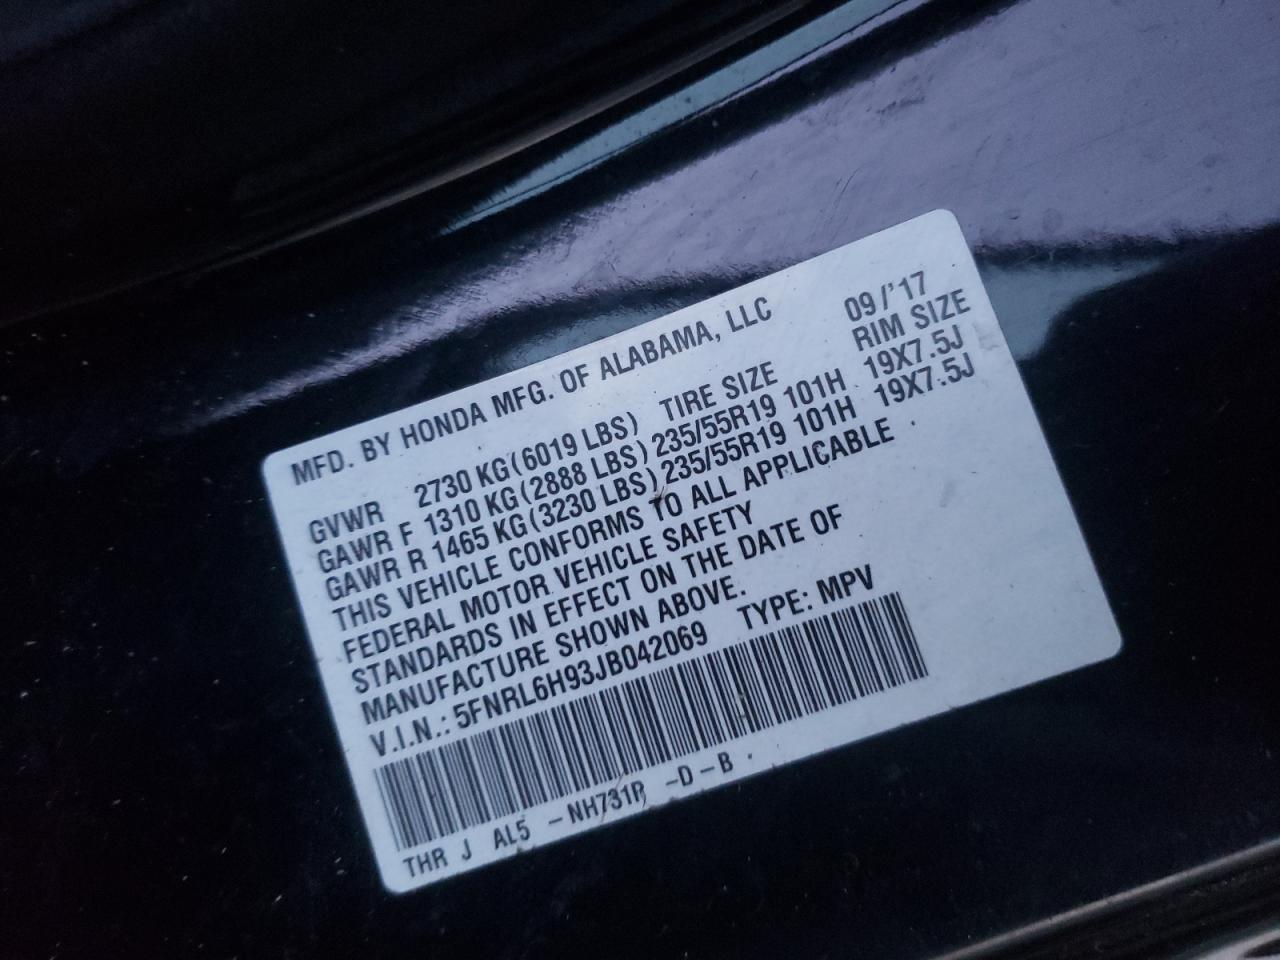 MFD. BY HONDA MFG. OF ALABAMA, LLC 09/'17
GVWR 2730 KG(6019 LBS) TIRE SIZE RIM SIZE
GAWR F 1310 KG(2888 LBS) 235/55R19 101H 19X7.5J
GAWR R 1465 KG(3230 LBS) 235/55R19 101H 19X7.5J
THIS VEHICLE CONFORMS TO ALL APPLICABLE
FEDERAL MOTOR VEHICLE SAFETY
STANDARDS IN EFFECT ON THE DATE OF
MANUFACTURE SHOWN ABOVE.
V.I.N.: 5FNRL6H93JB042069 TYPE: MPV
THR J AL5 -NH731P -D-B